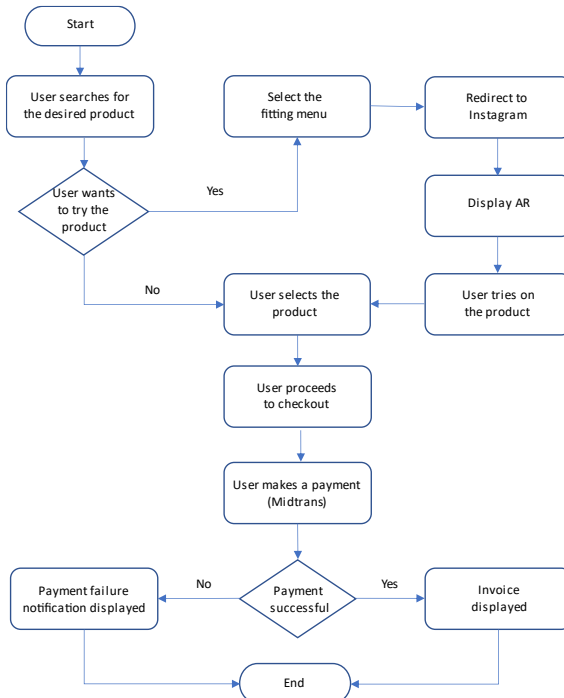 Start
User searches for
the desired product
Select the
fitting menu
Redirect to
Instagram
User wants
to try the
product
Yes
Display AR
No
User selects the
product
User tries on
the product
User proceeds
to checkout
User makes a payment
(Midtrans)
Payment failure
notification displayed
No
Payment
successful
Yes
Invoice
displayed
End